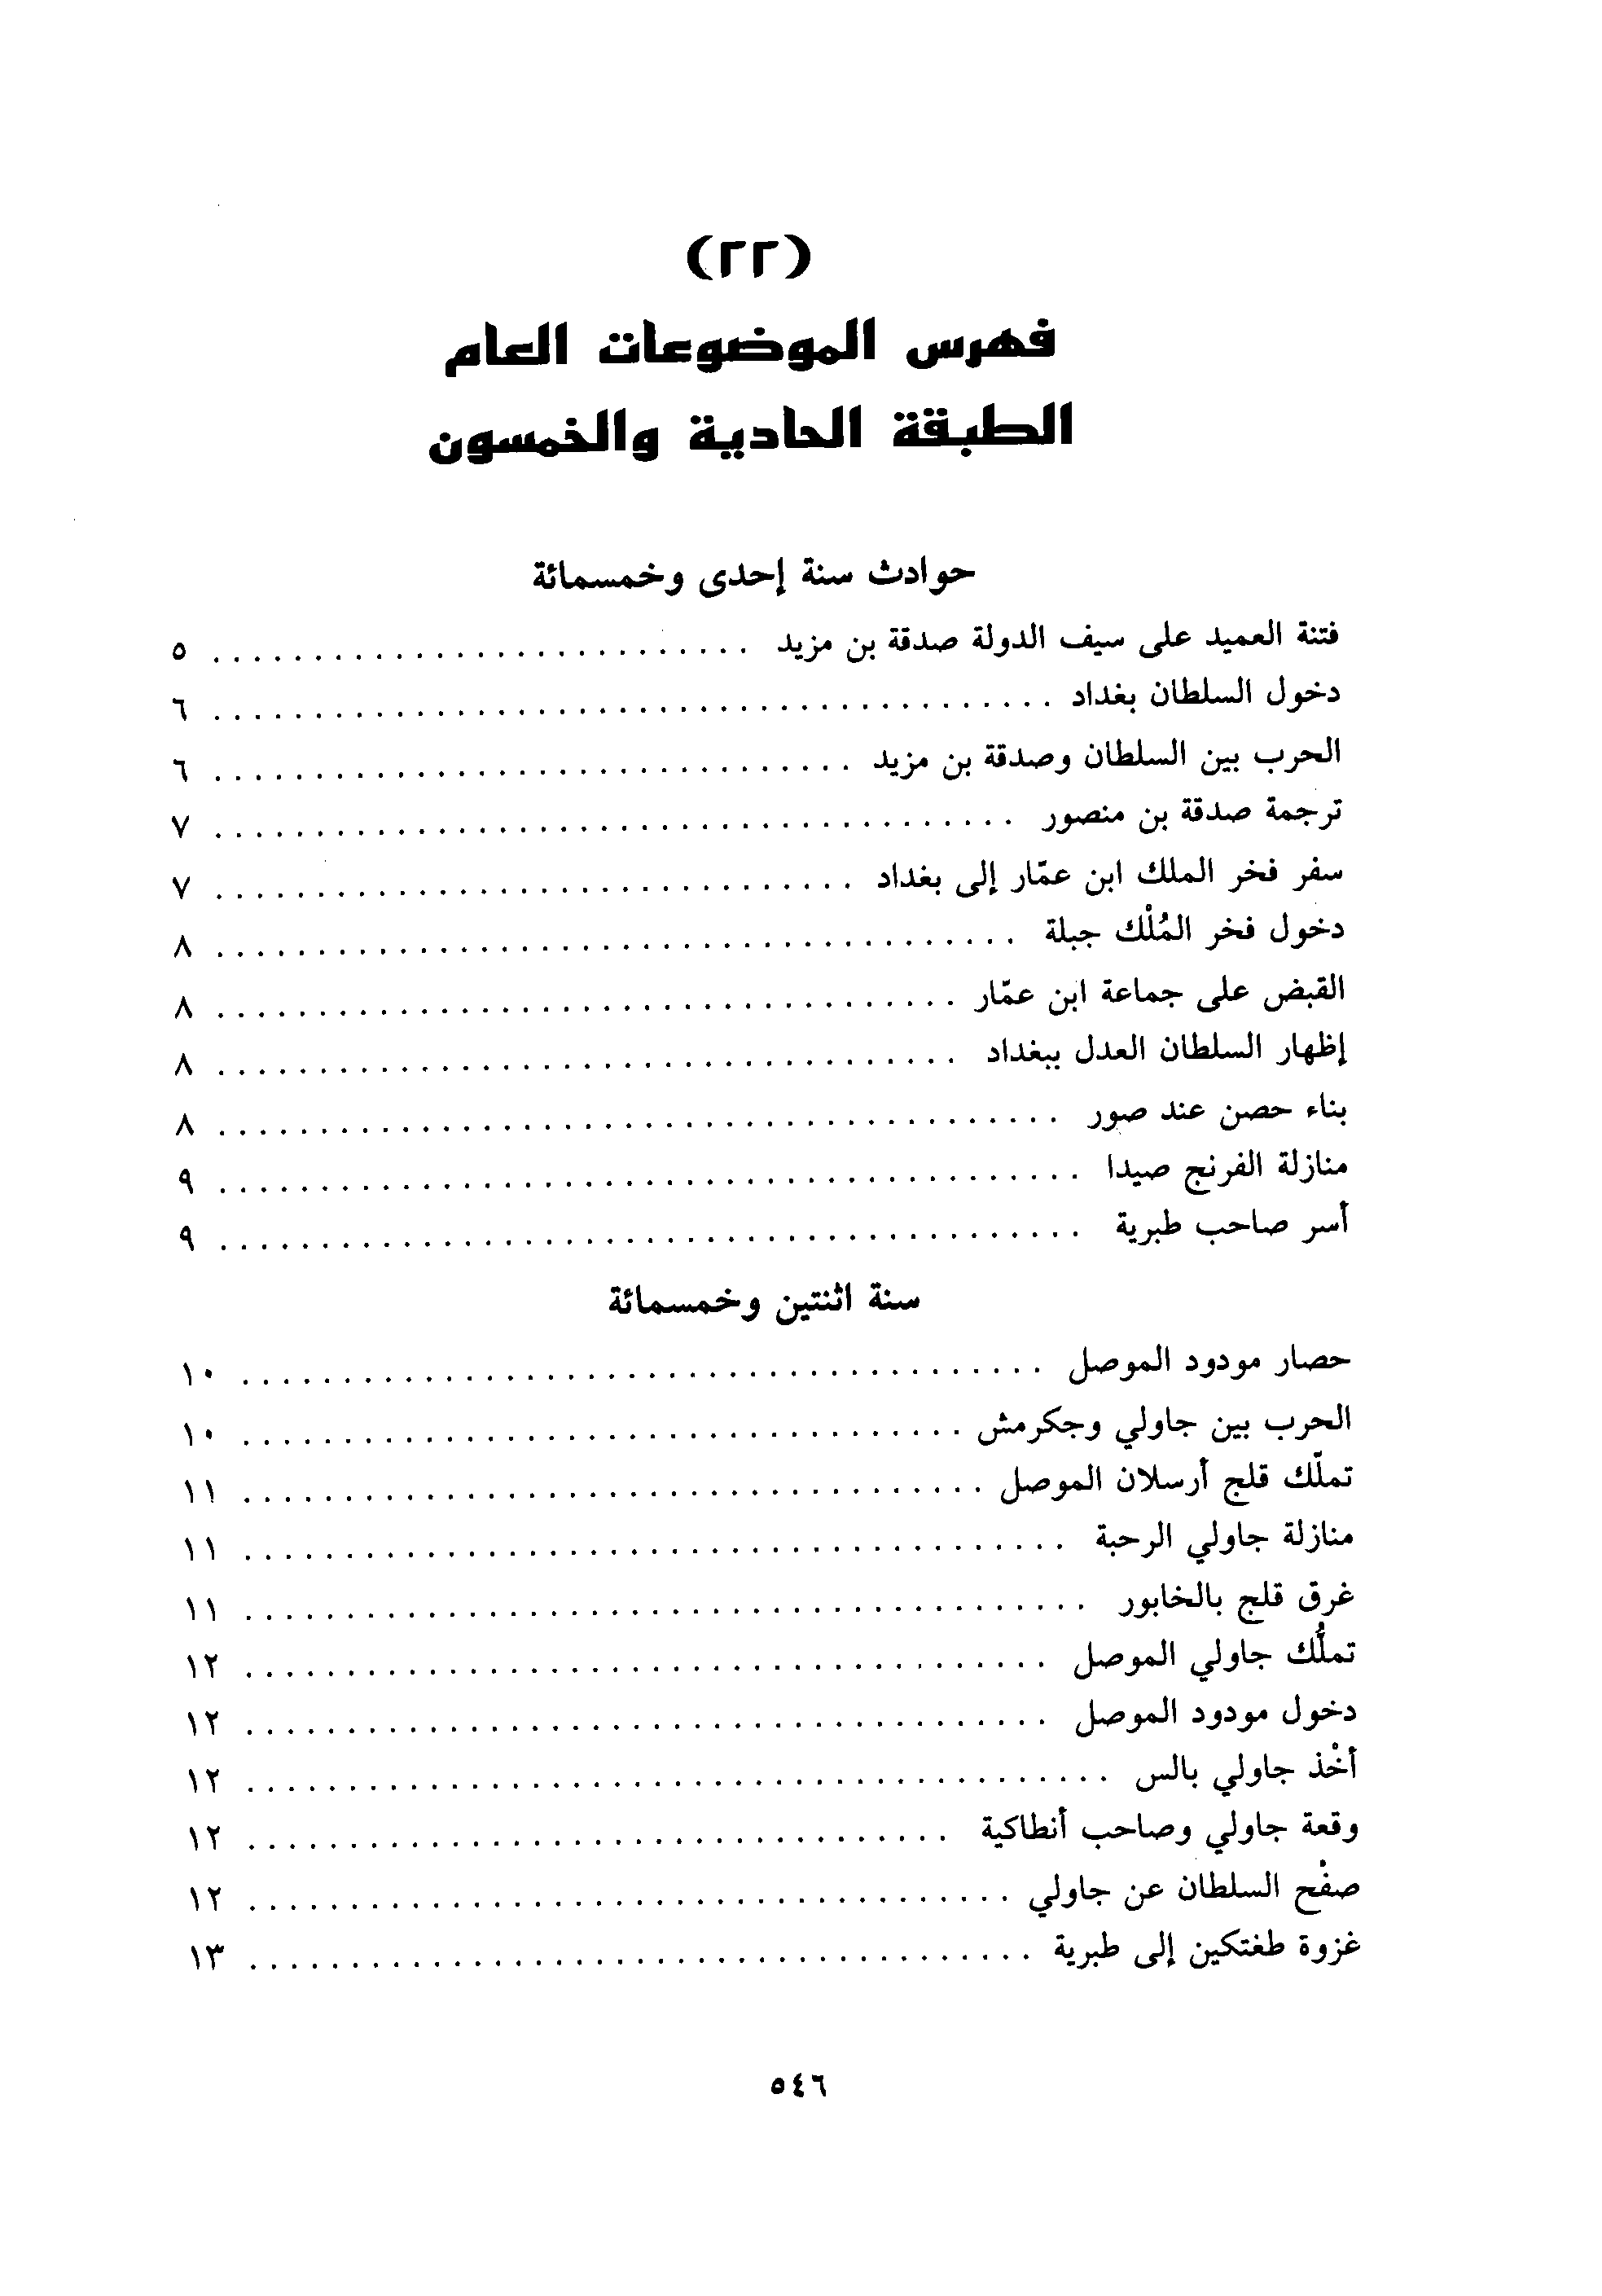 (٢٢)
فهرس الموضوعات العام
الطبقة الحادية والخمسون
حوادث سنة إحدى وخمسمائة
فتنة العميد على سيف الدولة صدقة بن مزيد . . . . . . . . . . ٥
دخول السلطان بغداد . . . . . . . . . . ٦
الحرب بين السلطان وصدقة بن مزيد . . . . . . . . . . ٦
ترجمة صدقة بن منصور . . . . . . . . . . ٧
سفر فخر الملك ابن عمّار إلى بغداد . . . . . . . . . . ٧
دخول فخر المُلْك جبلة . . . . . . . . . . ٨
القبض على جماعة ابن عمّار . . . . . . . . . . ٨
إظهار السلطان العدل ببغداد . . . . . . . . . . ٨
بناء حصن عند صور . . . . . . . . . . ٨
منازلة الفرنج صيدا . . . . . . . . . . ٩
أسر صاحب طبرية . . . . . . . . . . ٩
سنة اثنتين وخمسمائة
حصار مودود الموصل . . . . . . . . . . ١٠
الحرب بين جاولي وجكرمش . . . . . . . . . . ١٠
تملّك قلج أرسلان الموصل . . . . . . . . . . ١١
منازلة جاولي الرحبة . . . . . . . . . . ١١
غرق قلج بالخابور . . . . . . . . . . ١١
تملُّك جاولي الموصل . . . . . . . . . . ١٢
دخول مودود الموصل . . . . . . . . . . ١٢
أخْذ جاولي بالس . . . . . . . . . . ١٢
وقعة جاولي وصاحب أنطاكية . . . . . . . . . . ١٢
صفْح السلطان عن جاولي . . . . . . . . . . ١٢
غزوة طغتكين إلى طبرية . . . . . . . . . . ١٣
٥٤٦